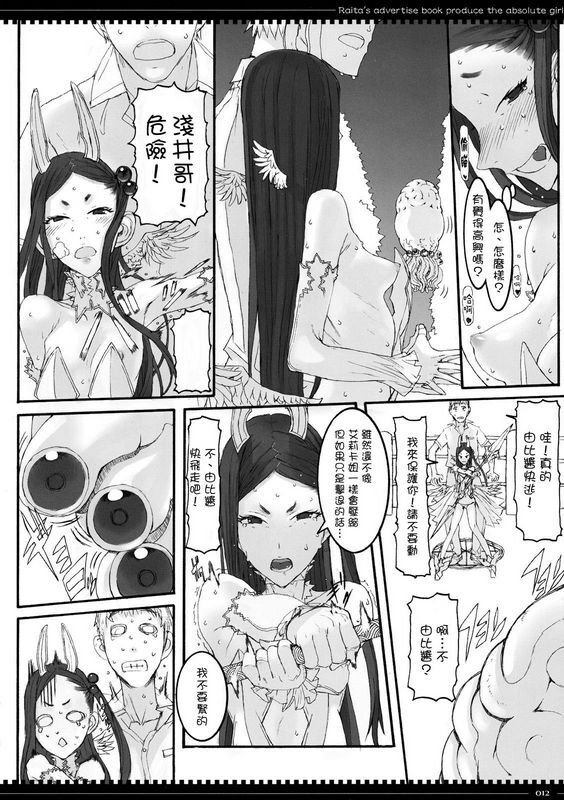 Raita's advertise book produce the absolute girl
怎、怎麼樣?
有覺得高興嗎?
哈啊
淺井哥!
危險!
哇!真的
由比醬快逃!
我來保護你!請不要動
啊…不
由比醬?
雖然還不像
艾莉卡姐一樣會緊縮
但如果只是擊退的話…
不、由比醬
快飛走吧!
我不要緊的
012